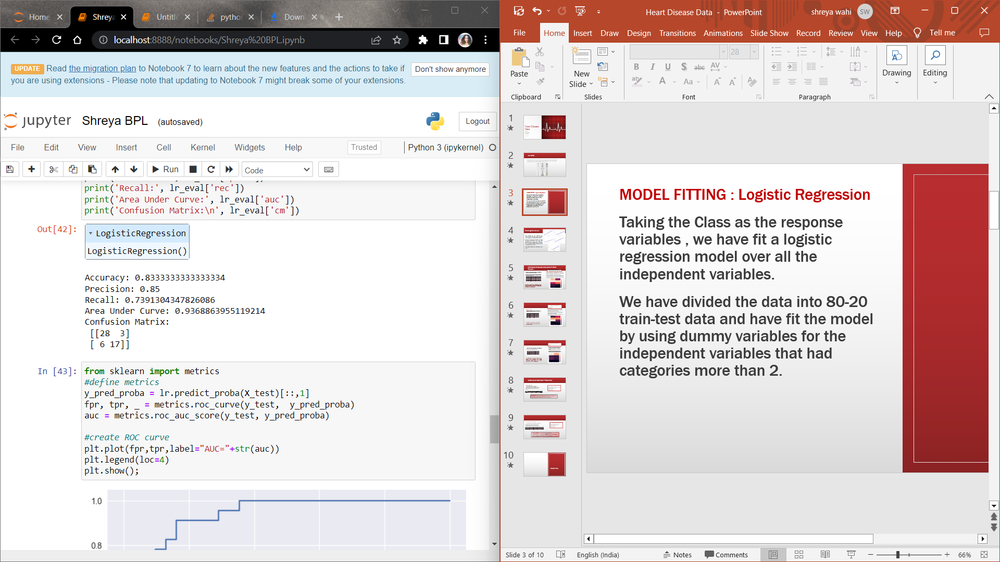 Home
Shreya
Untitle
python
Down
localhost:8888/notebooks/Shreya%20BPL.ipynb
UPDATE Read the migration plan to Notebook 7 to learn about the new features and the actions to take if
you are using extensions - Please note that updating to Notebook 7 might break some of your extensions.
Don't show anymore
jupyter Shreya BPL (autosaved)
Logout
File Edit View Insert Cell Kernel Widgets Help
Trusted
Python 3 (ipykernel)
Run
Code
print('Recall:', lr_eval['rec'])
print('Area Under Curve:', lr_eval['auc'])
print('Confusion Matrix:\n', lr_eval['cm'])
Out[42]:
LogisticRegression
LogisticRegression()
Accuracy: 0.8333333333333334
Precision: 0.85
Recall: 0.7391304347826086
Area Under Curve: 0.9368863955119214
Confusion Matrix:
[[28 3]
[ 6 17]]
In [43]:
from sklearn import metrics
#define metrics
y_pred_proba = lr.predict_proba(X_test)[::,1]
fpr, tpr, _ = metrics.roc_curve(y_test, y_pred_proba)
auc = metrics.roc_auc_score(y_test, y_pred_proba)
#create ROC curve
plt.plot(fpr,tpr,label="AUC="+str(auc))
plt.legend(loc=4)
plt.show();
1.0
0.8
Heart Disease Data - PowerPoint
shreya wahi
SW
File Home Insert Draw Design Transitions Animations Slide Show Record Review View Help Tell me
Paste
Clipboard
New
Slide
Slides
28
B I U S abc AV
A Aa A A
Font
Paragraph
Drawing
Editing
1
Heart Disease
Data
2
3
4
5
6
7
8
9
10
MODEL FITTING : Logistic Regression
Taking the Class as the response
variables , we have fit a logistic
regression model over all the
independent variables.
We have divided the data into 80-20
train-test data and have fit the model
by using dummy variables for the
independent variables that had
categories more than 2.
Slide 3 of 10
English (India)
Notes
Comments
66%